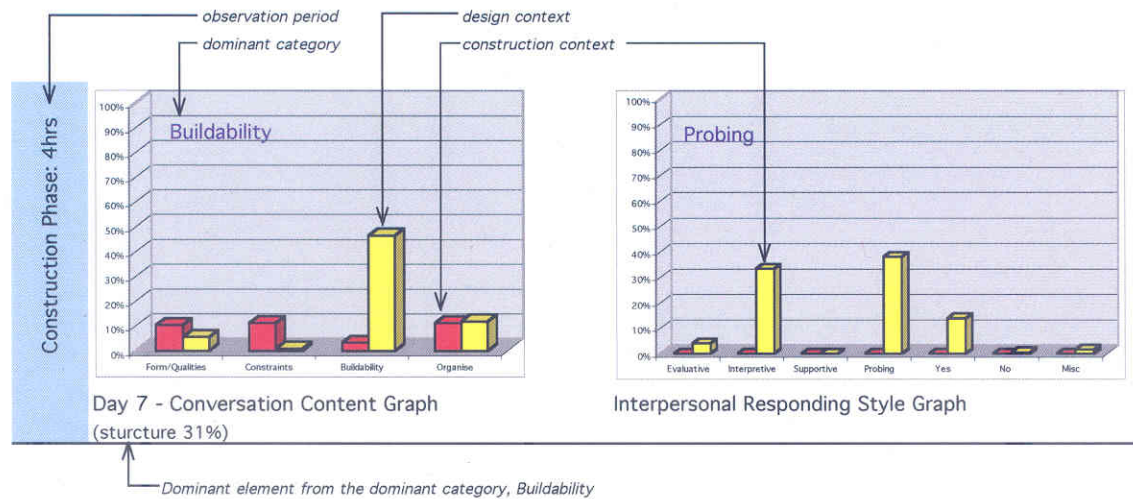 observation period
design context
dominant category
construction context
Construction Phase: 4hrs
100%
90%
80%
70%
60%
50%
40%
30%
20%
10%
0%
Buildability
Form/Qualities Constraints Buildability Organise
Day 7 - Conversation Content Graph
(sturcture 31%)
100%
90%
80%
70%
60%
50%
40%
30%
20%
10%
0%
Probing
Evaluative Interpretive Supportive Probing Yes No Misc
Interpersonal Responding Style Graph
Dominant element from the dominant category, Buildability